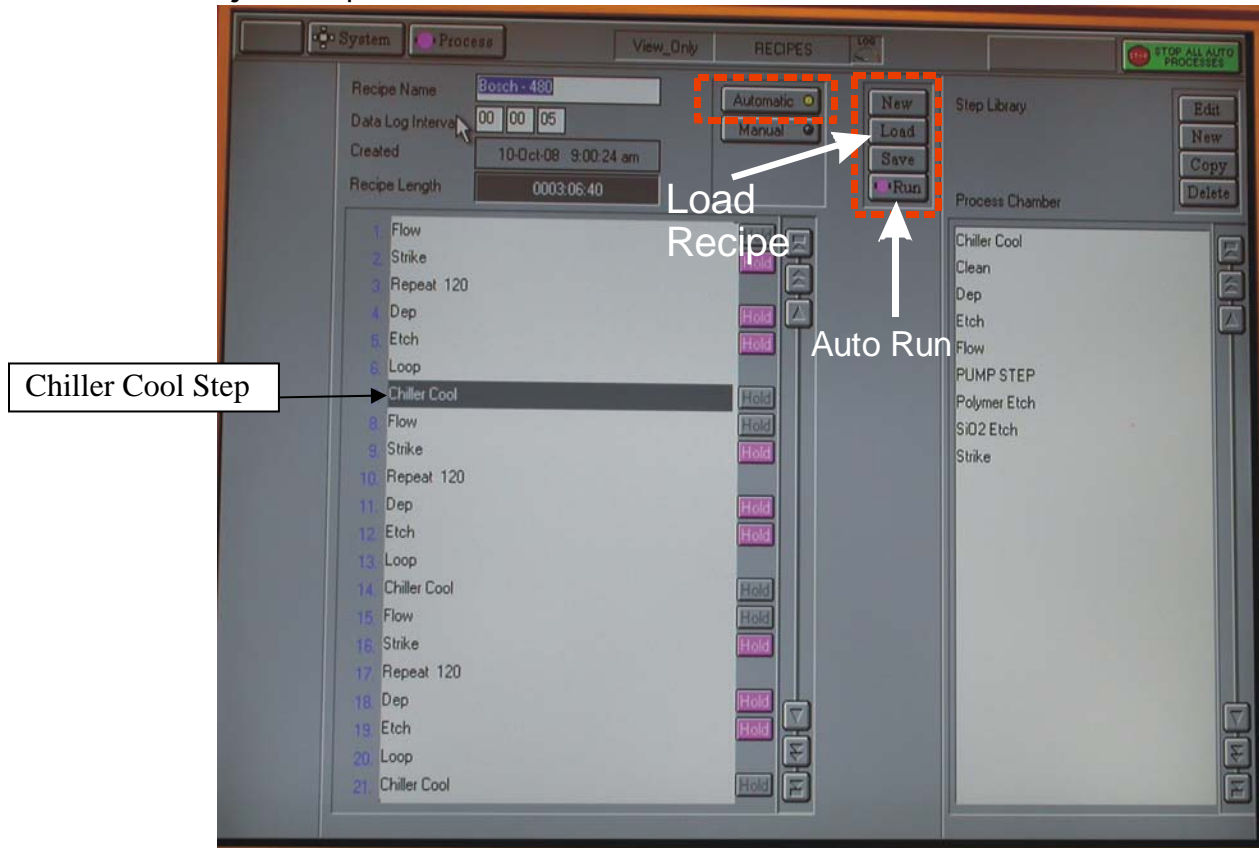 System Process View_Only RECIPES LOG STOP ALL AUTO
PROCESSES
Recipe Name Bosch - 480
Data Log Interval 00 00 05
Created 10-Oct-08 9:00:24 am
Recipe Length 0003:06:40
Automatic
Manual
New
Load
Save
Run
Load
Recipe
Auto Run
Step Library
Edit
New
Copy
Delete
Process Chamber
Chiller Cool Step
1. Flow Hold
2. Strike Hold
3. Repeat 120
4. Dep Hold
5. Etch Hold
6. Loop
Chiller Cool Hold
8. Flow Hold
9. Strike Hold
10. Repeat 120
11. Dep Hold
12. Etch Hold
13. Loop
14. Chiller Cool Hold
15. Flow Hold
16. Strike Hold
17. Repeat 120
18. Dep Hold
19. Etch Hold
20. Loop
21. Chiller Cool Hold
Chiller Cool
Clean
Dep
Etch
Flow
PUMP STEP
Polymer Etch
SiO2 Etch
Strike